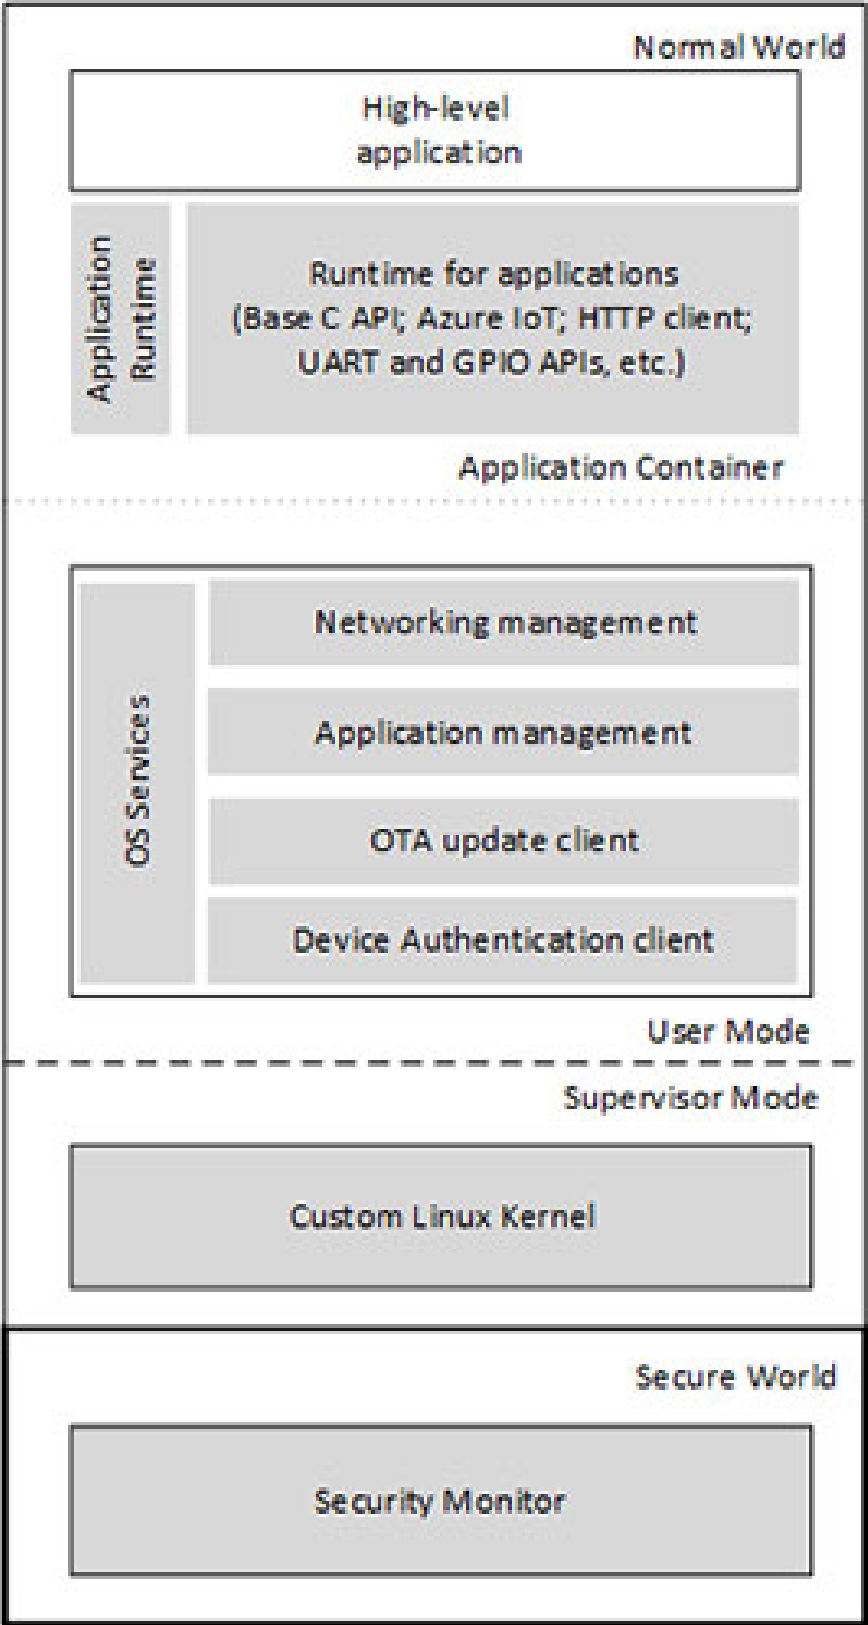 Normal World
High-level
application
Application
Runtime
Runtime for applications
(Base C API; Azure IoT; HTTP client;
UART and GPIO APIs, etc.)
Application Container
OS Services
Networking management
Application management
OTA update client
Device Authentication client
User Mode
Supervisor Mode
Custom Linux Kernel
Secure World
Security Monitor